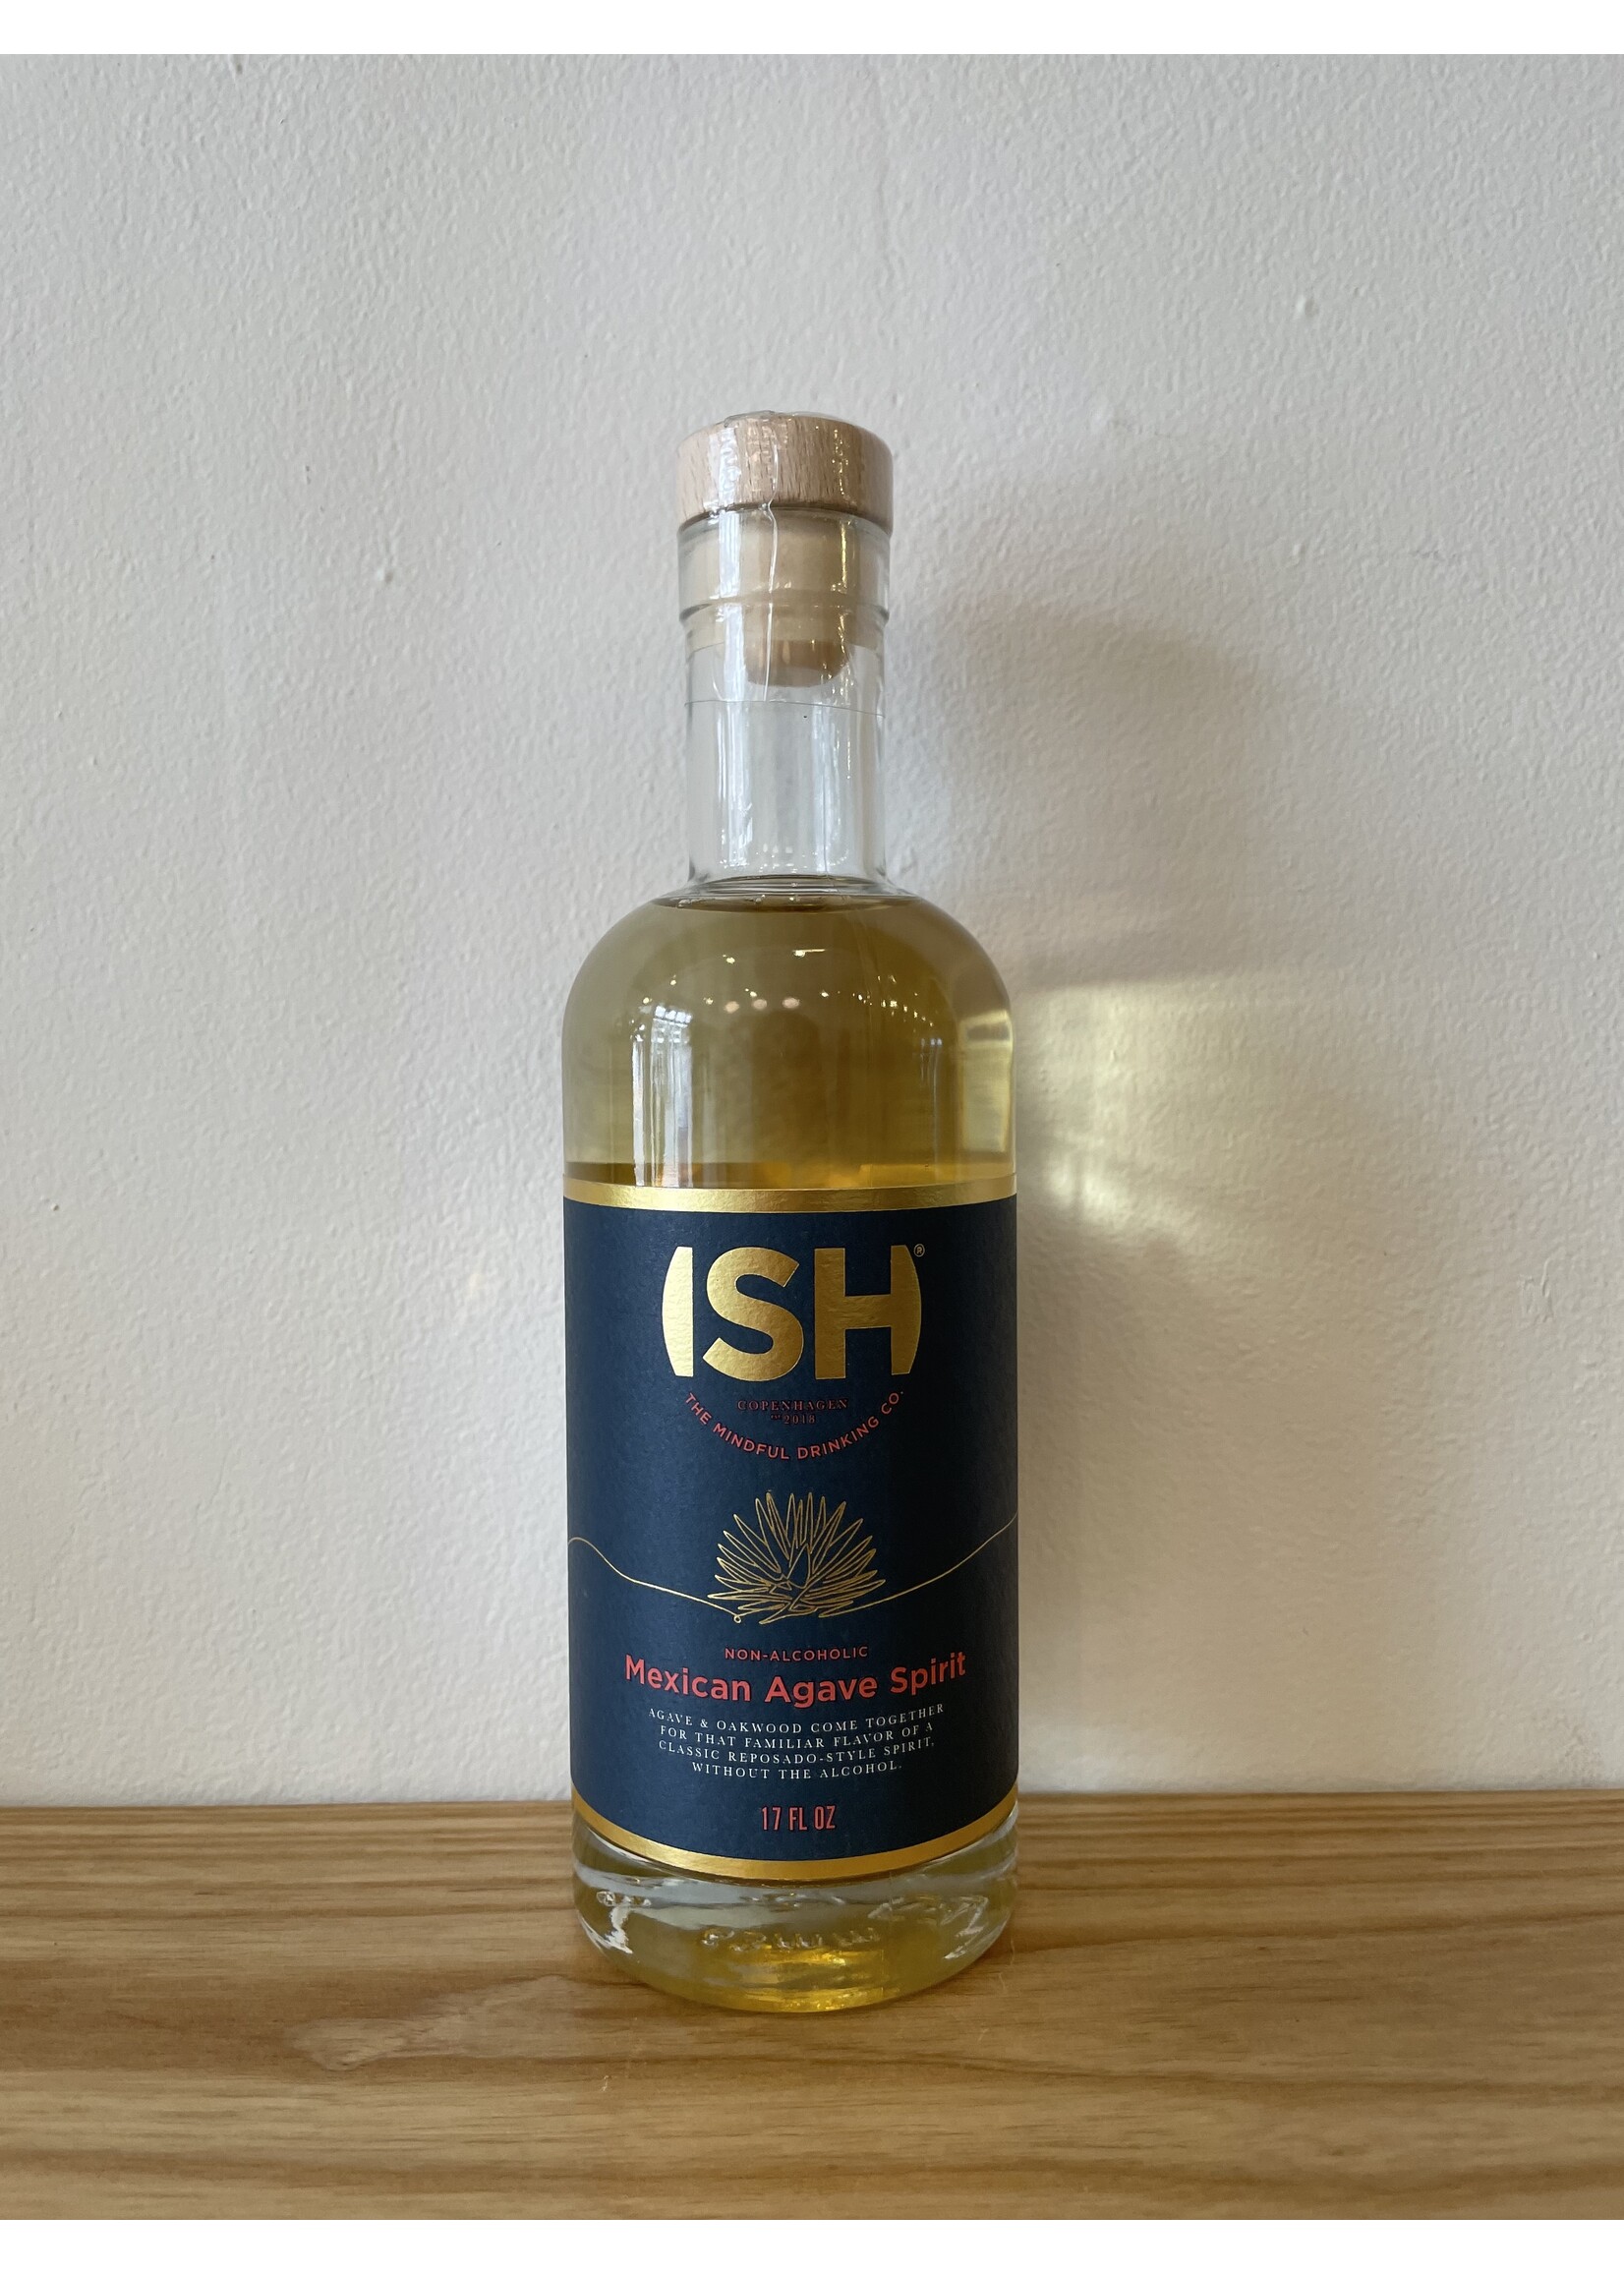 ISH®
COPENHAGEN
2018
THE MINDFUL DRINKING CO.
NON-ALCOHOLIC
Mexican Agave Spirit
AGAVE & OAKWOOD COME TOGETHER
FOR THAT FAMILIAR FLAVOR OF A
CLASSIC REPOSADO-STYLE SPIRIT,
WITHOUT THE ALCOHOL.
17 FL OZ